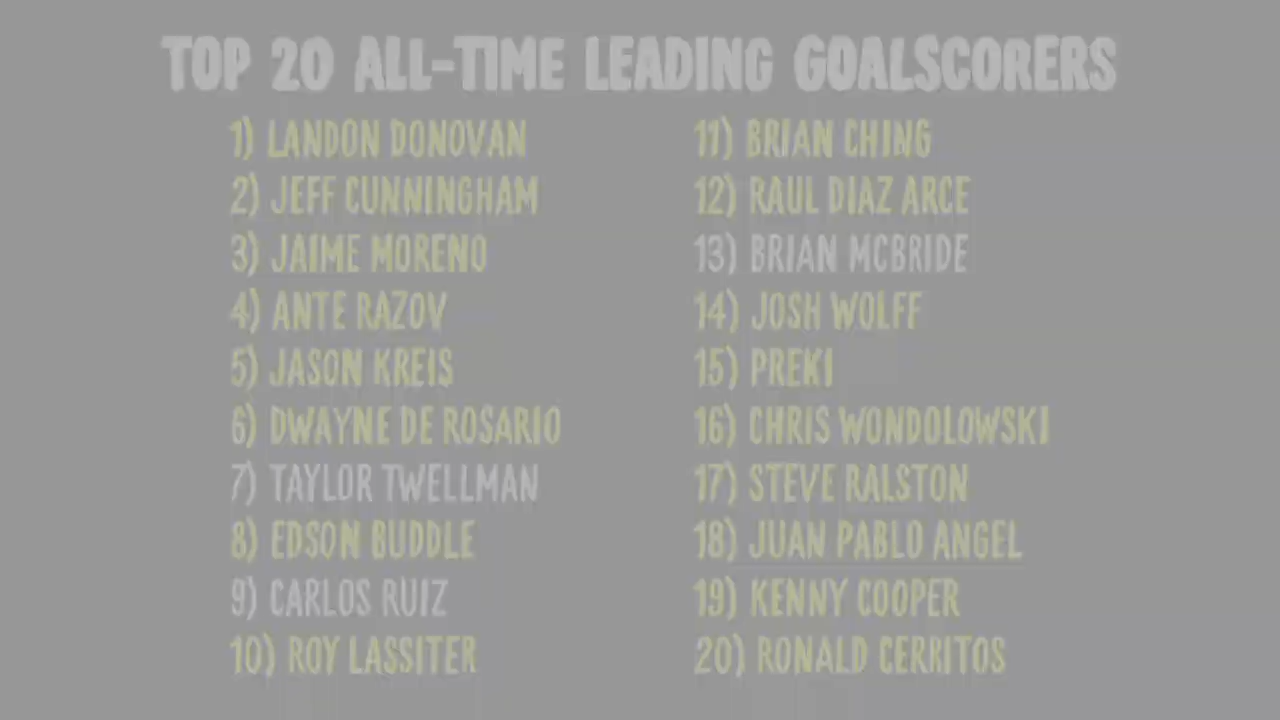 TOP 20 ALL-TIME LEADING GOALSCORERS
1) LANDON DONOVAN
2) JEFF CUNNINGHAM
3) JAIME MORENO
4) ANTE RAZOV
5) JASON KREIS
6) DWAYNE DE ROSARIO
7) TAYLOR TWELLMAN
8) EDSON BUDDLE
9) CARLOS RUIZ
10) ROY LASSITER
11) BRIAN CHING
12) RAUL DIAZ ARCE
13) BRIAN MCBRIDE
14) JOSH WOLFF
15) PREKI
16) CHRIS WONDOLOWSKI
17) STEVE RALSTON
18) JUAN PABLO ANGEL
19) KENNY COOPER
20) RONALD CERRITOS